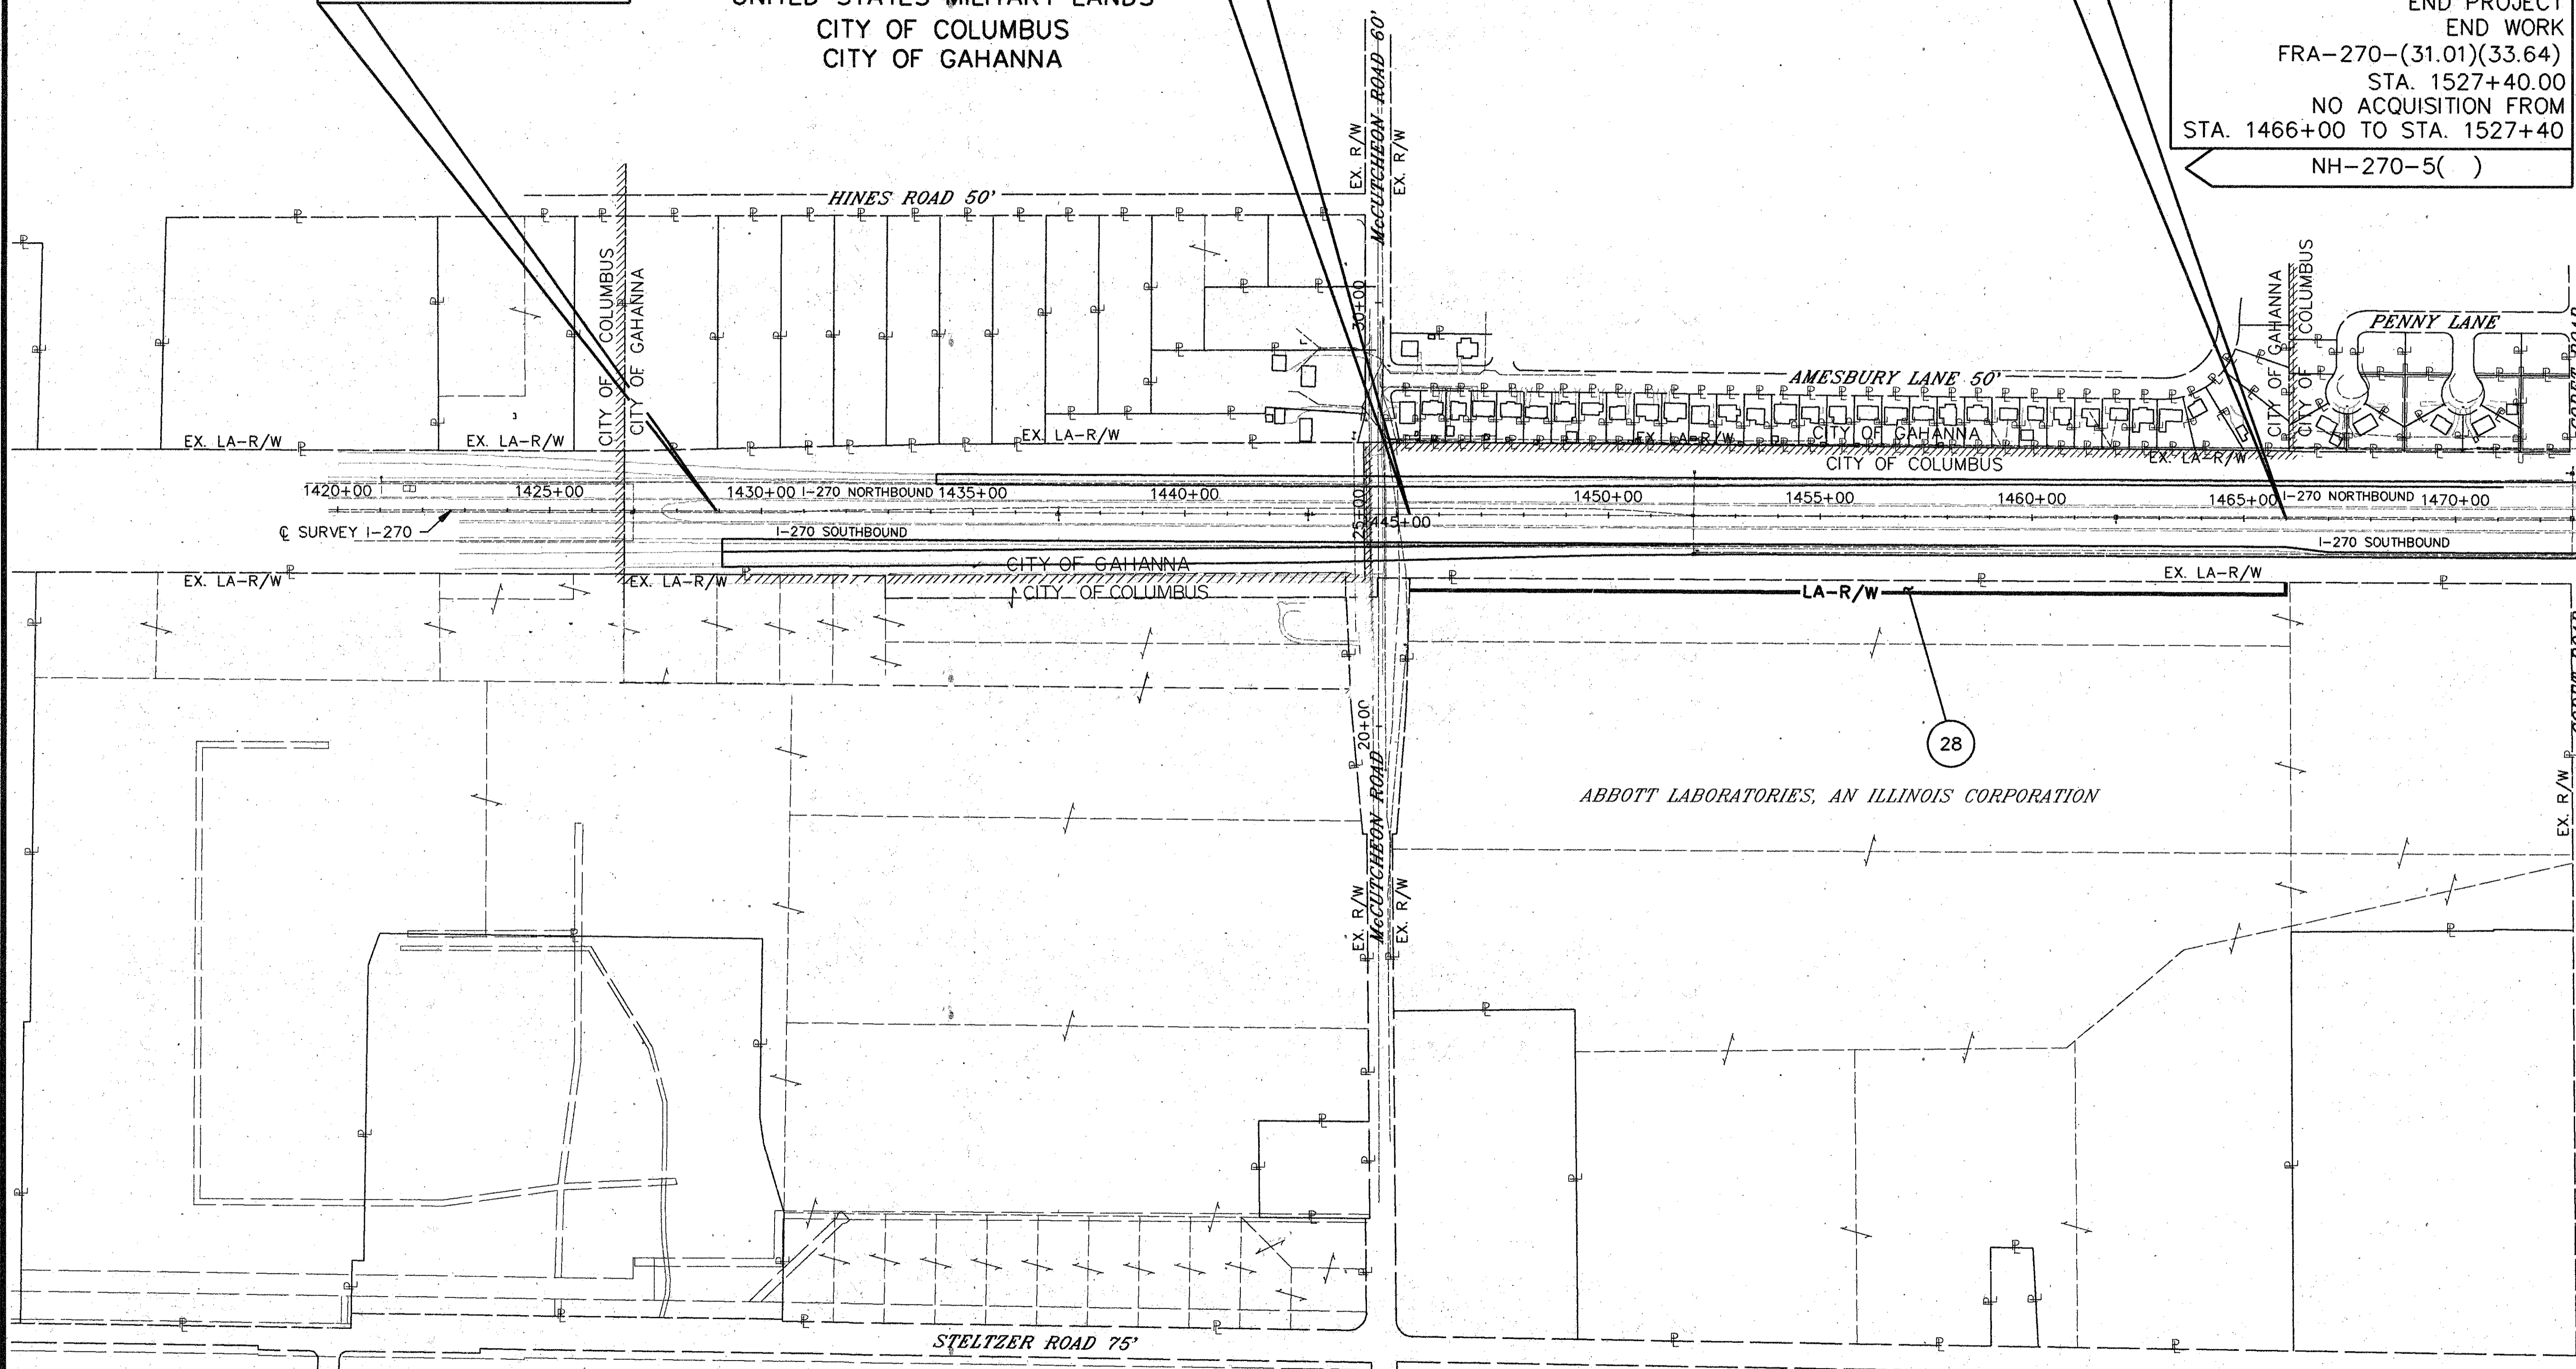 UNITED STATES MILITARY LANDS
CITY OF COLUMBUS
CITY OF GAHANNA
END PROJECT
END WORK
FRA-270-(31.01)(33.64)
STA. 1527+40.00
NO ACQUISITION FROM
STA. 1466+00 TO STA. 1527+40
NH-270-5( )
EX. R/W
McCUTCHEON ROAD 60'
EX. R/W
HINES ROAD 50'
CITY OF COLUMBUS
CITY OF GAHANNA
30+00
CITY OF GAHANNA
CITY OF COLUMBUS
PENNY LANE
AMESBURY LANE 50'
EX. LA-R/W
EX. LA-R/W
EX. LA-R/W
EX. LA-R/W
CITY OF GAHANNA
CITY OF COLUMBUS
EX. LA-R/W
1420+00
1425+00
1430+00
I-270 NORTHBOUND
1435+00
1440+00
25+00
1445+00
1450+00
1455+00
1460+00
1465+00
I-270 NORTHBOUND
1470+00
℄ SURVEY I-270
I-270 SOUTHBOUND
I-270 SOUTHBOUND
CITY OF GAHANNA
CITY OF COLUMBUS
EX. LA-R/W
EX. LA-R/W
EX. LA-R/W
LA-R/W
28
20+00
McCUTCHEON ROAD
ABBOTT LABORATORIES, AN ILLINOIS CORPORATION
EX. R/W
EX. R/W
McCUTCHEON ROAD
EX. R/W
STELTZER ROAD 75'